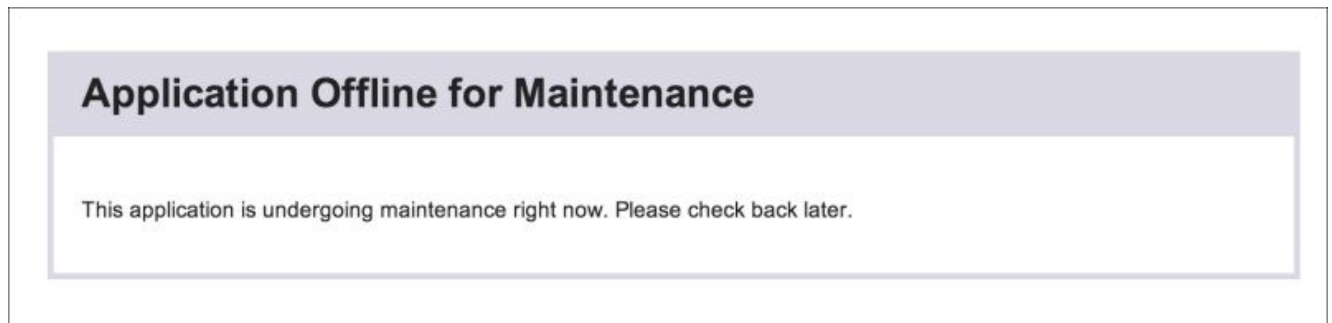 Application Offline for Maintenance
This application is undergoing maintenance right now. Please check back later.